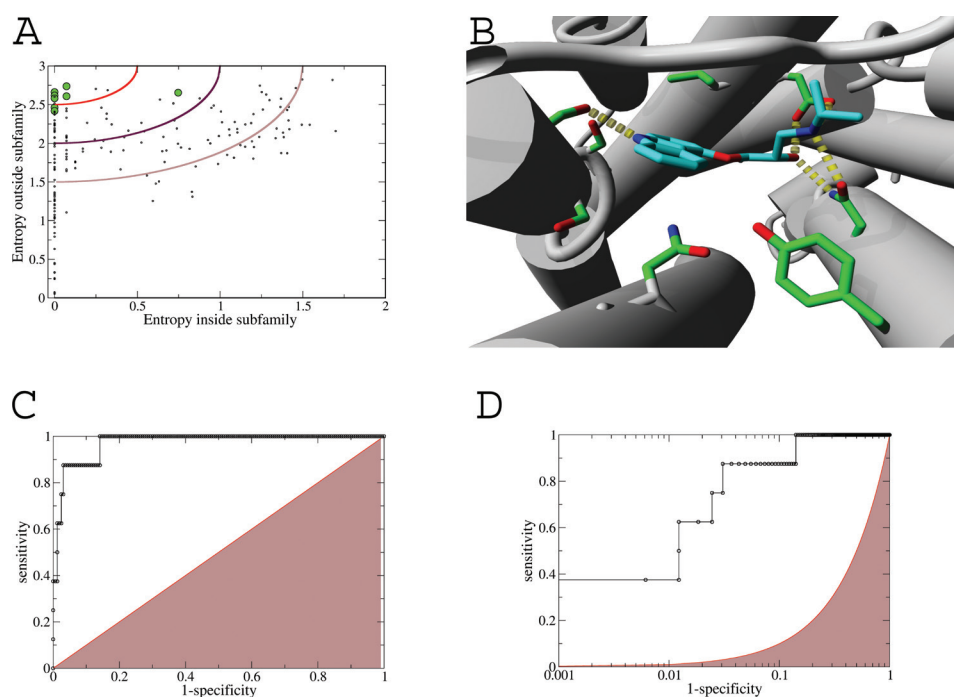 A
3
2.5
2
1.5
1
0.5
0
0 0.5 1 1.5 2
Entropy outside subfamily
Entropy inside subfamily
B
C
1
0.8
0.6
0.4
0.2
0
0 0.2 0.4 0.6 0.8 1
sensitivity
1-specificity
D
1
0.8
0.6
0.4
0.2
0
0.001 0.01 0.1 1
sensitivity
1-specificity